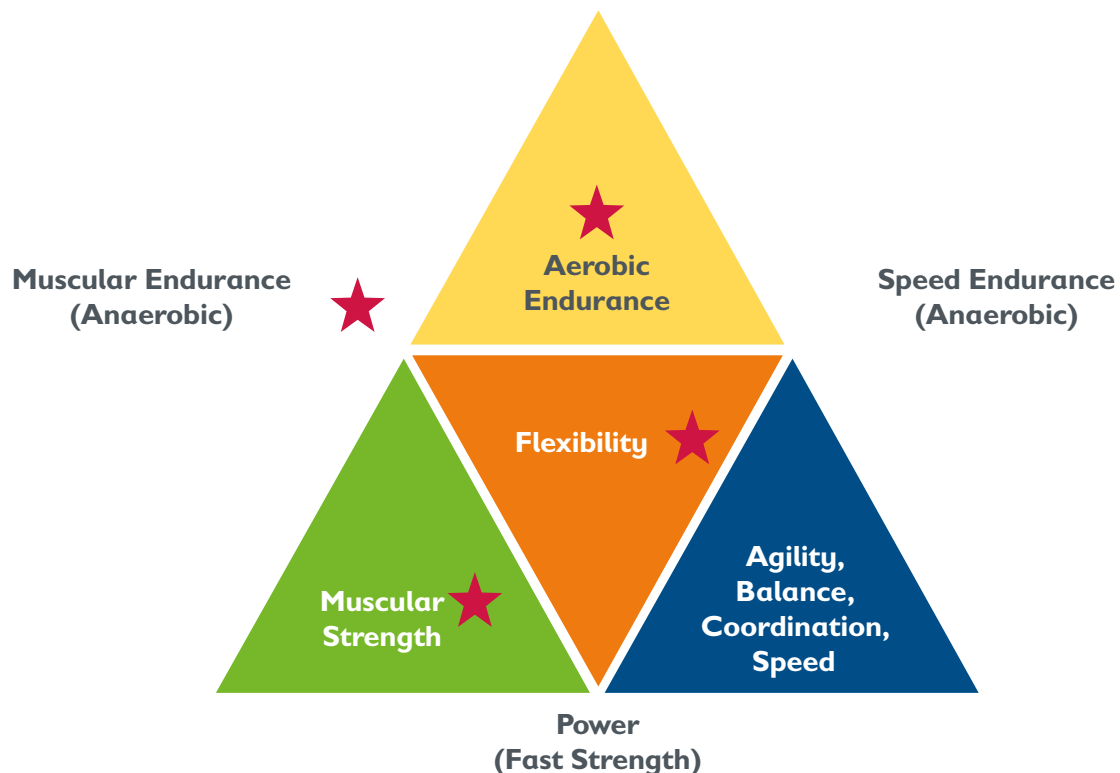 Aerobic
Endurance
Muscular Endurance
(Anaerobic)
Speed Endurance
(Anaerobic)
Flexibility
Muscular
Strength
Agility,
Balance,
Coordination,
Speed
Power
(Fast Strength)